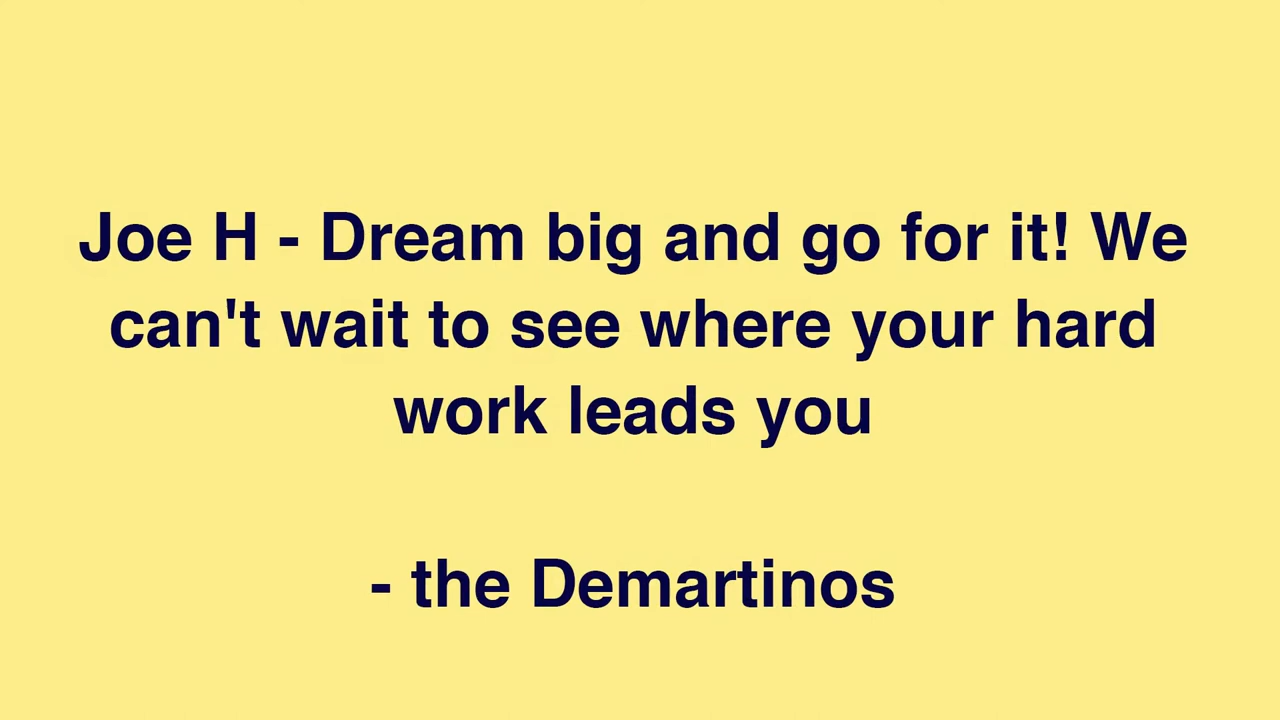 Joe H - Dream big and go for it! We
can't wait to see where your hard
work leads you
- the Demartinos